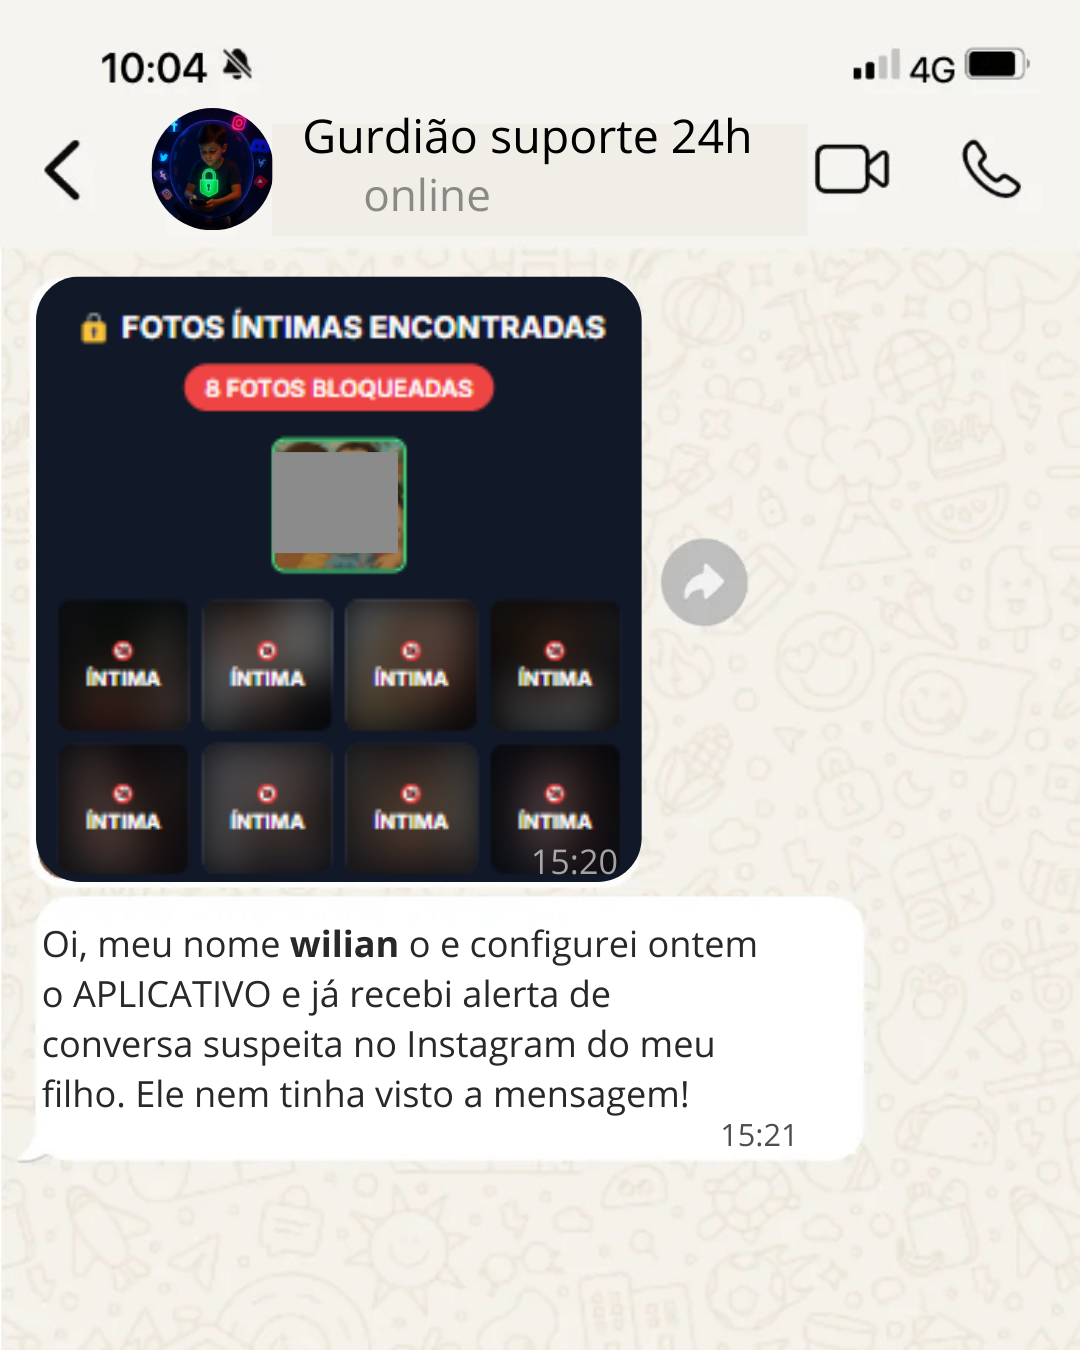 10:04
4G
Gurdião suporte 24h
online
FOTOS ÍNTIMAS ENCONTRADAS
8 FOTOS BLOQUEADAS
ÍNTIMA ÍNTIMA ÍNTIMA ÍNTIMA
ÍNTIMA ÍNTIMA ÍNTIMA ÍNTIMA
15:20
Oi, meu nome wilian o e configurei ontem
o APLICATIVO e já recebi alerta de
conversa suspeita no Instagram do meu
filho. Ele nem tinha visto a mensagem!
15:21